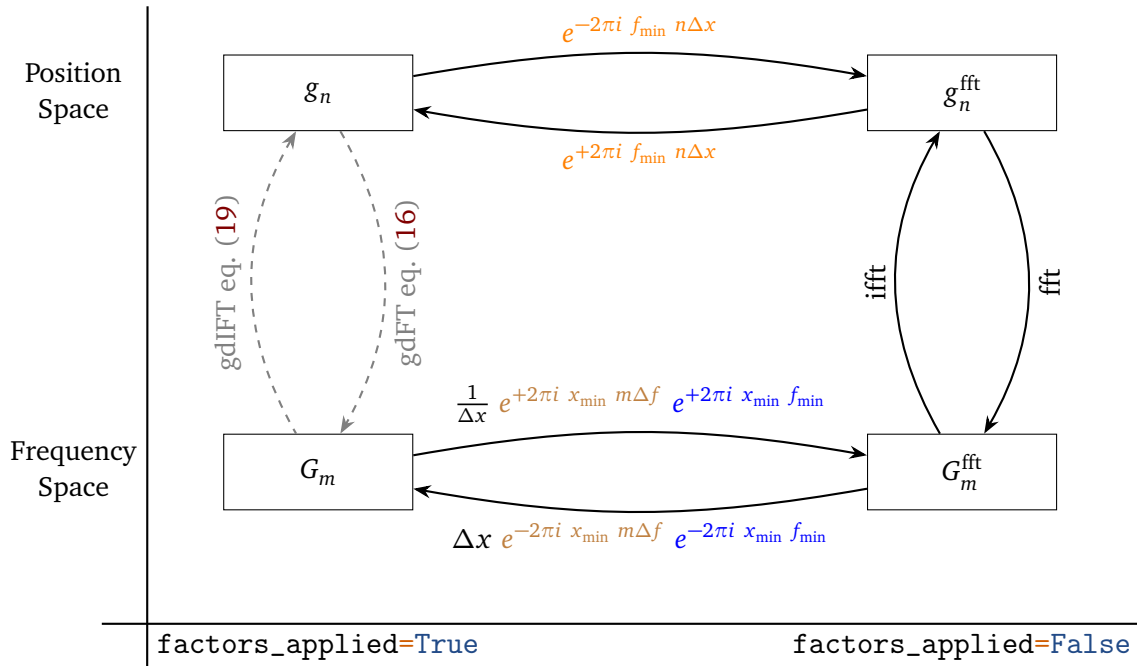 e^{-2πi f_min nΔx}
Position
Space
g_n
g_n^fft
e^{+2πi f_min nΔx}
gdIFT eq. (19)
gdFT eq. (16)
ifft
fft
1/Δx e^{+2πi x_min mΔf} e^{+2πi x_min f_min}
Frequency
Space
G_m
G_m^fft
Δx e^{-2πi x_min mΔf} e^{-2πi x_min f_min}
factors_applied=True
factors_applied=False